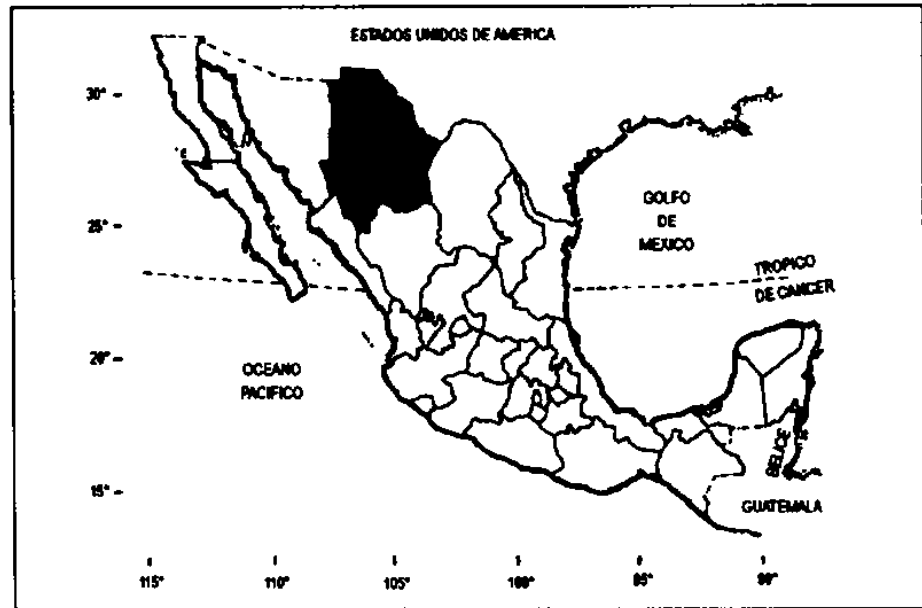 ESTADOS UNIDOS DE AMERICA
30°
GOLFO
DE
MEXICO
25°
TROPICO
DE CANCER
20°
OCEANO
PACIFICO
BELICE
15°
GUATEMALA
115°
110°
105°
100°
95°
90°